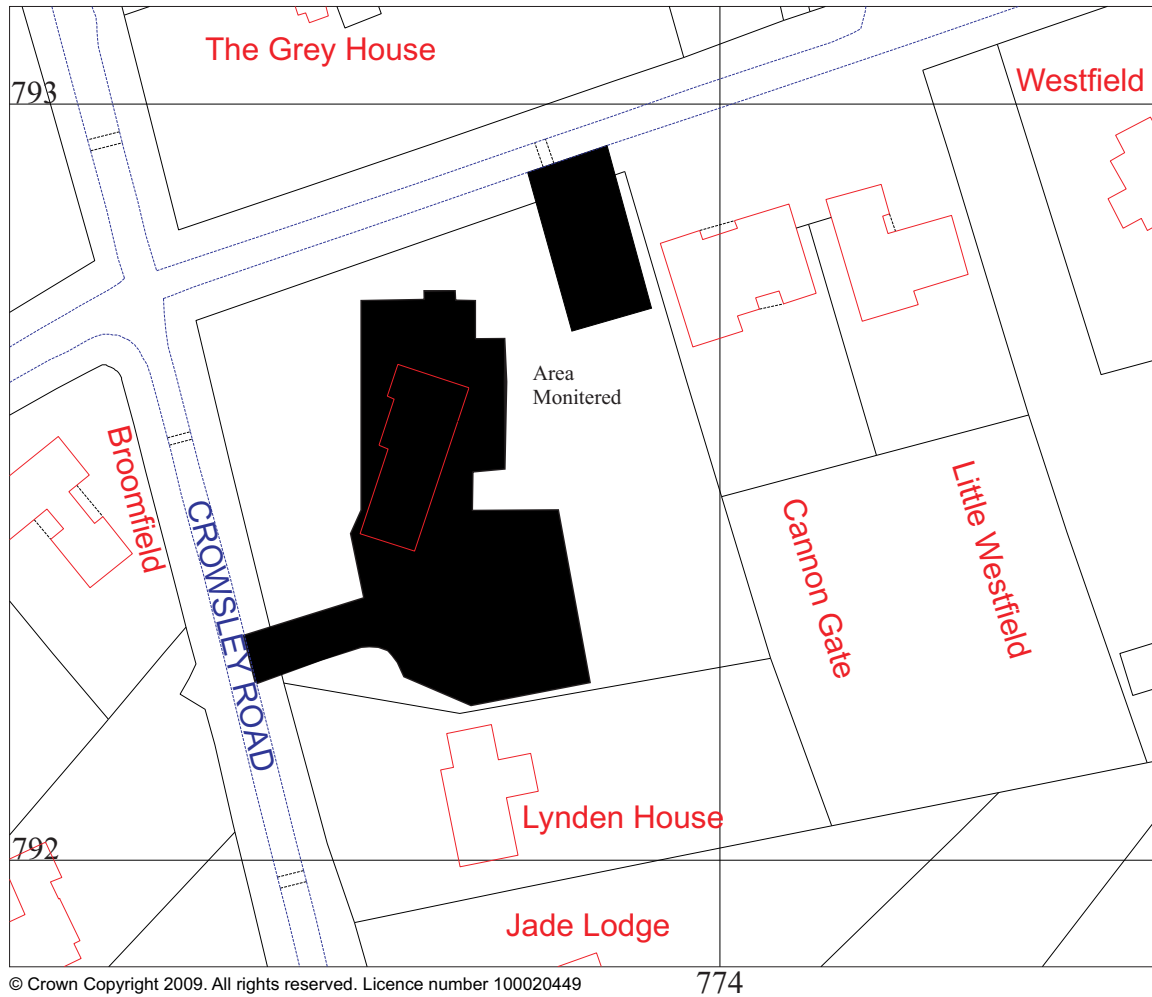 The Grey House
Westfield
793
Area
Monitered
Broomfield
CROWSLEY ROAD
Cannon Gate
Little Westfield
Lynden House
792
Jade Lodge
© Crown Copyright 2009. All rights reserved. Licence number 100020449
774